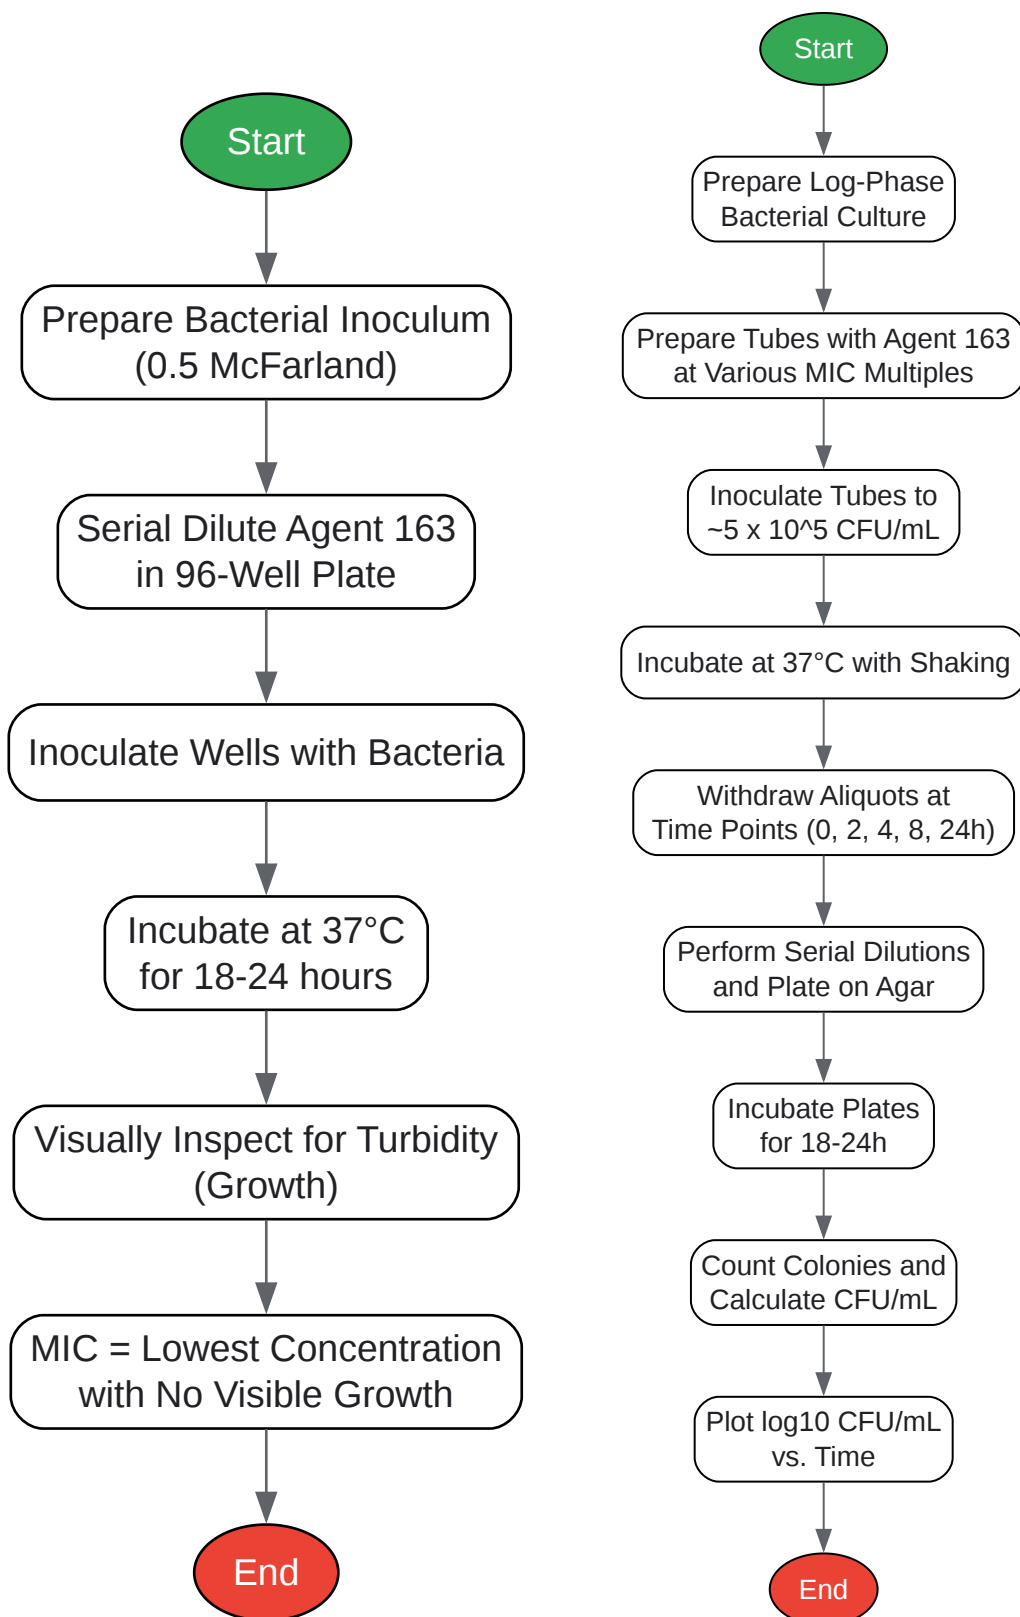 Start
Prepare Bacterial Inoculum
(0.5 McFarland)
Serial Dilute Agent 163
in 96-Well Plate
Inoculate Wells with Bacteria
Incubate at 37°C
for 18-24 hours
Visually Inspect for Turbidity
(Growth)
MIC = Lowest Concentration
with No Visible Growth
End
Start
Prepare Log-Phase
Bacterial Culture
Prepare Tubes with Agent 163
at Various MIC Multiples
Inoculate Tubes to
~5 x 10^5 CFU/mL
Incubate at 37°C with Shaking
Withdraw Aliquots at
Time Points (0, 2, 4, 8, 24h)
Perform Serial Dilutions
and Plate on Agar
Incubate Plates
for 18-24h
Count Colonies and
Calculate CFU/mL
Plot log10 CFU/mL
vs. Time
End